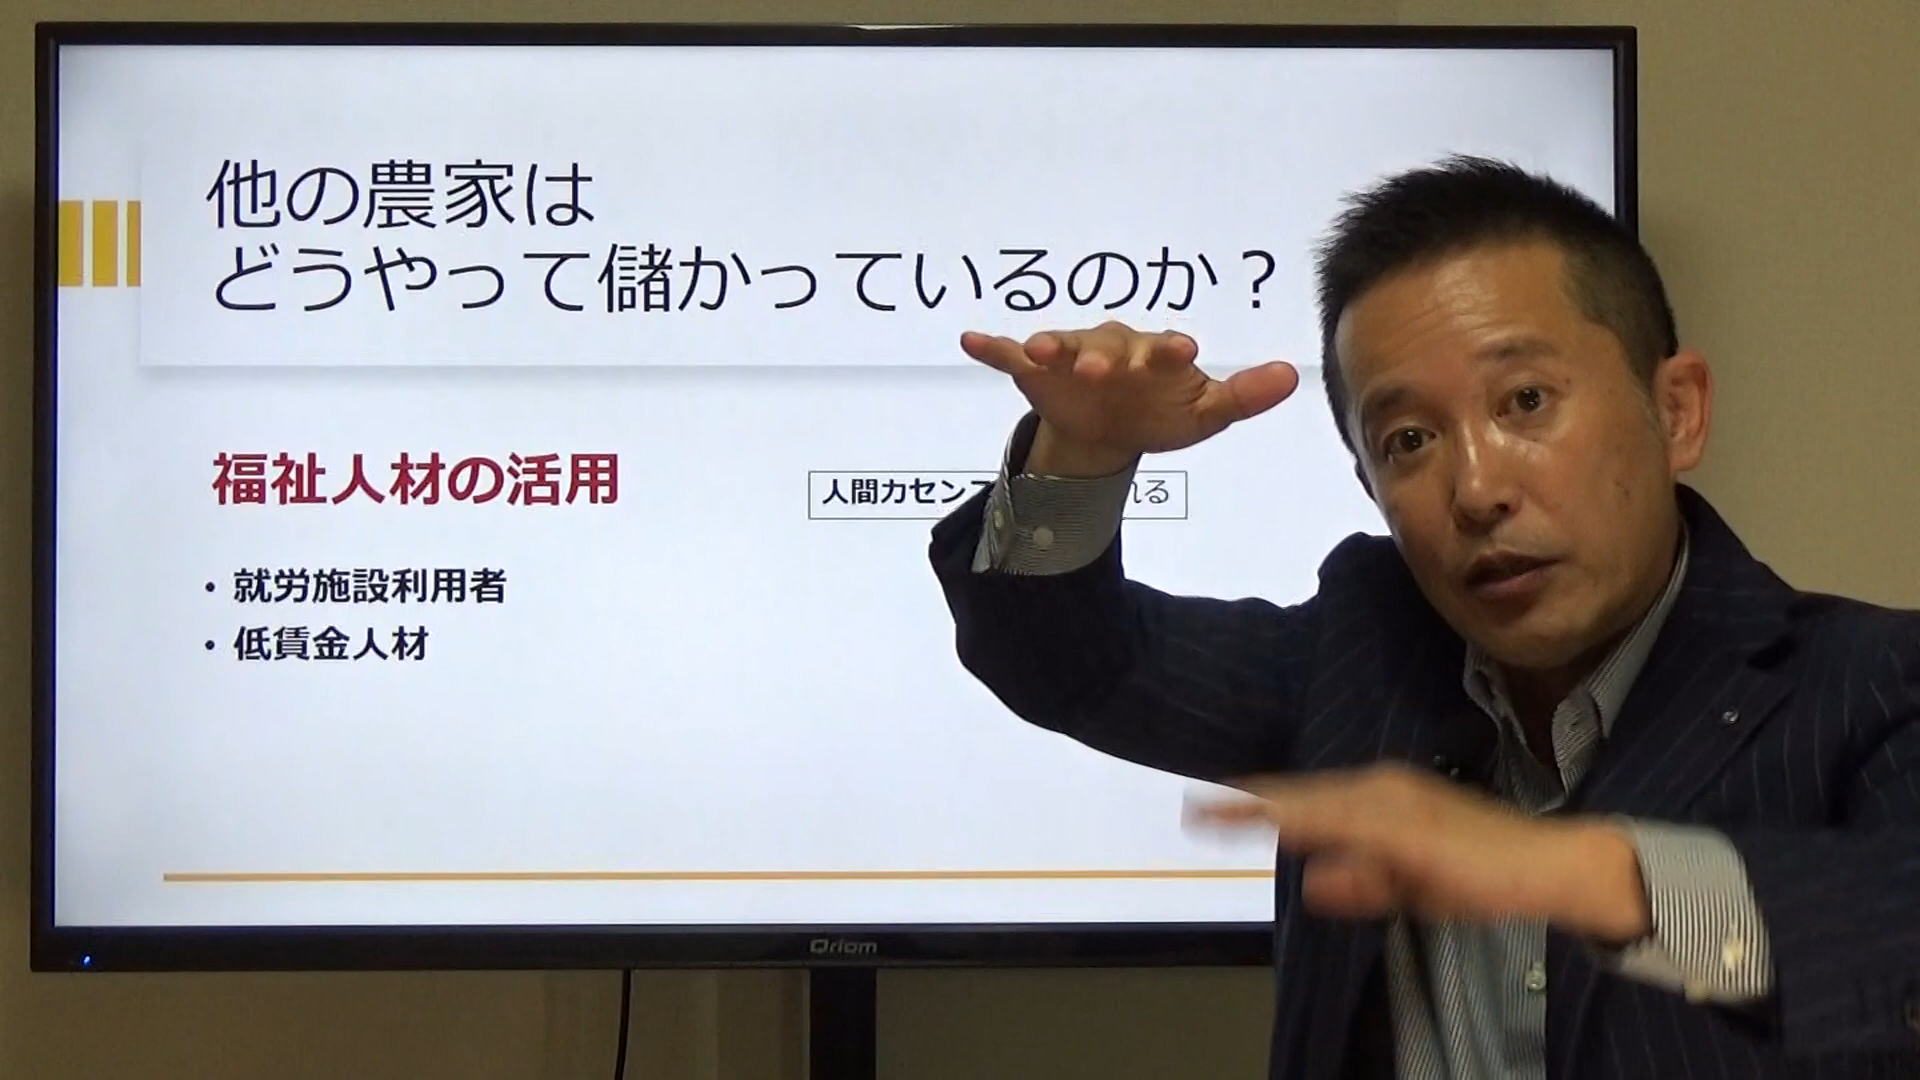 他の農家は
どうやって儲かっているのか？
福祉人材の活用
人間力センス れる
・就労施設利用者
・低賃金人材
Qriom